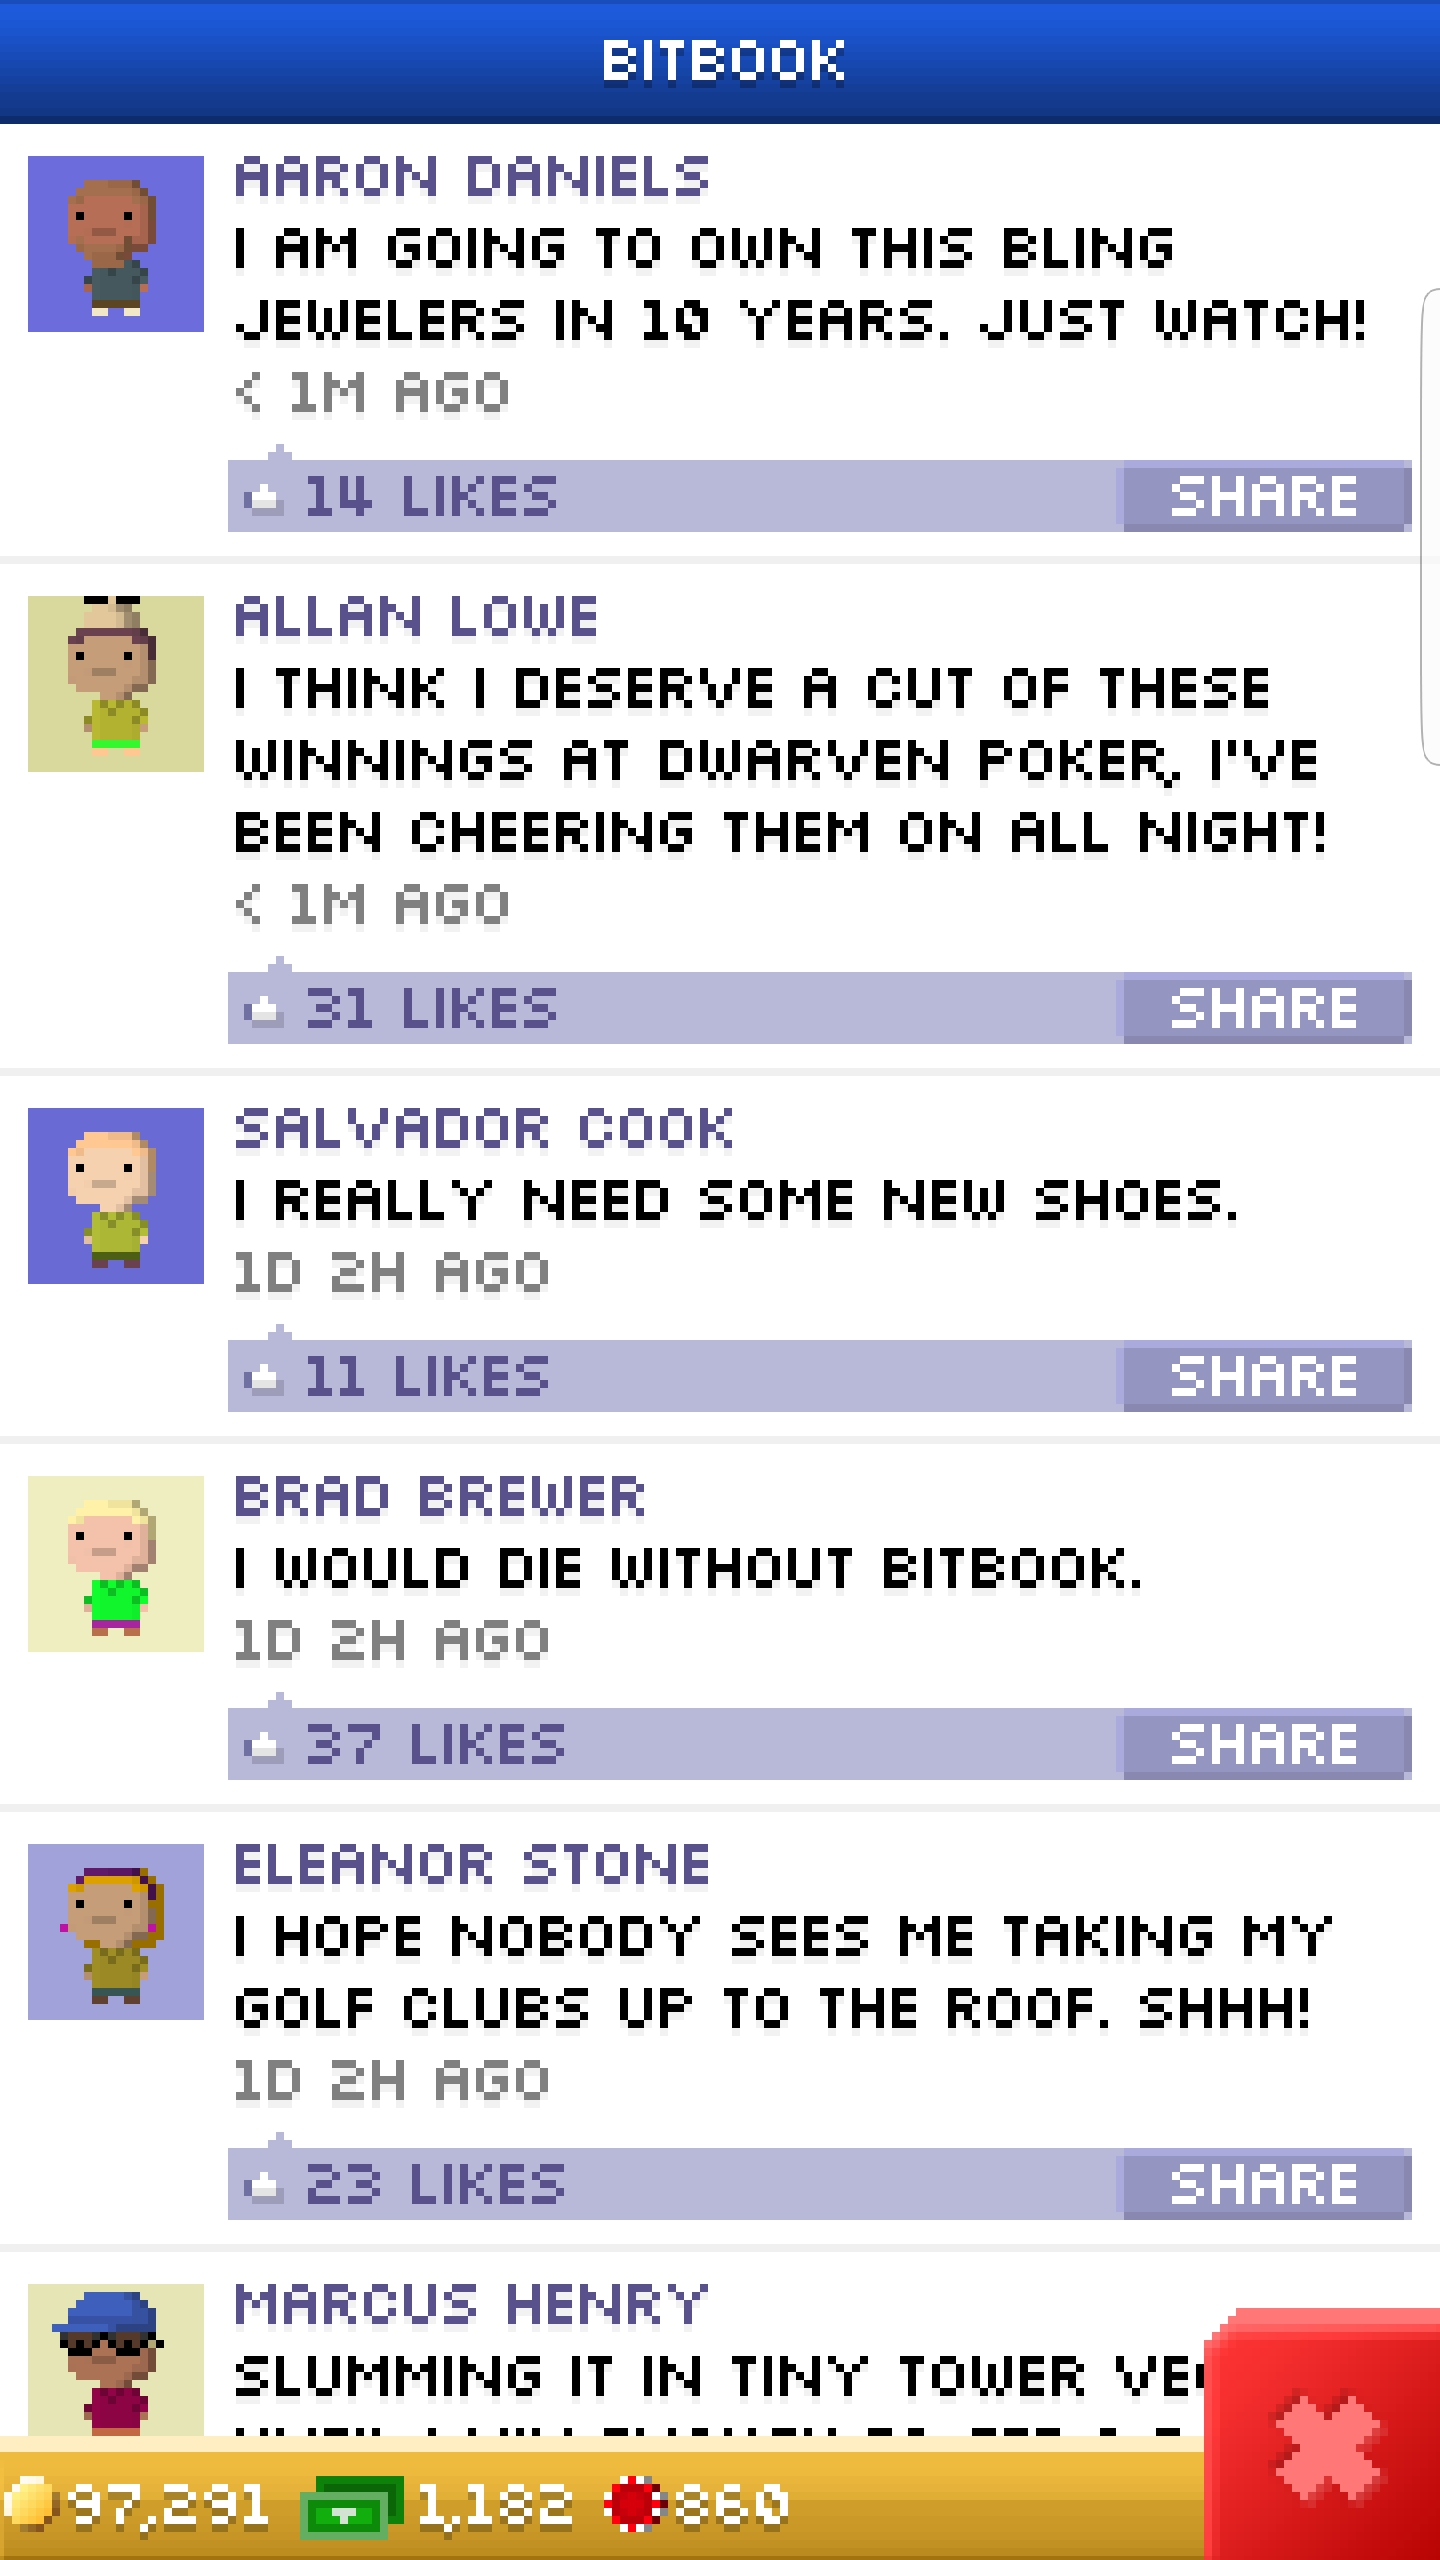 BITBOOK
AARON DANIELS
I AM GOING TO OWN THIS BLING
JEWELERS IN 10 YEARS. JUST WATCH!
< 1M AGO
14 LIKES
SHARE
ALLAN LOWE
I THINK I DESERVE A CUT OF THESE
WINNINGS AT DWARVEN POKER, I'VE
BEEN CHEERING THEM ON ALL NIGHT!
< 1M AGO
31 LIKES
SHARE
SALVADOR COOK
I REALLY NEED SOME NEW SHOES.
1D 2H AGO
11 LIKES
SHARE
BRAD BREWER
I WOULD DIE WITHOUT BITBOOK.
1D 2H AGO
37 LIKES
SHARE
ELEANOR STONE
I HOPE NOBODY SEES ME TAKING MY
GOLF CLUBS UP TO THE ROOF. SHHH!
1D 2H AGO
23 LIKES
SHARE
MARCUS HENRY
SLUMMING IT IN TINY TOWER
97,291 1,182 860